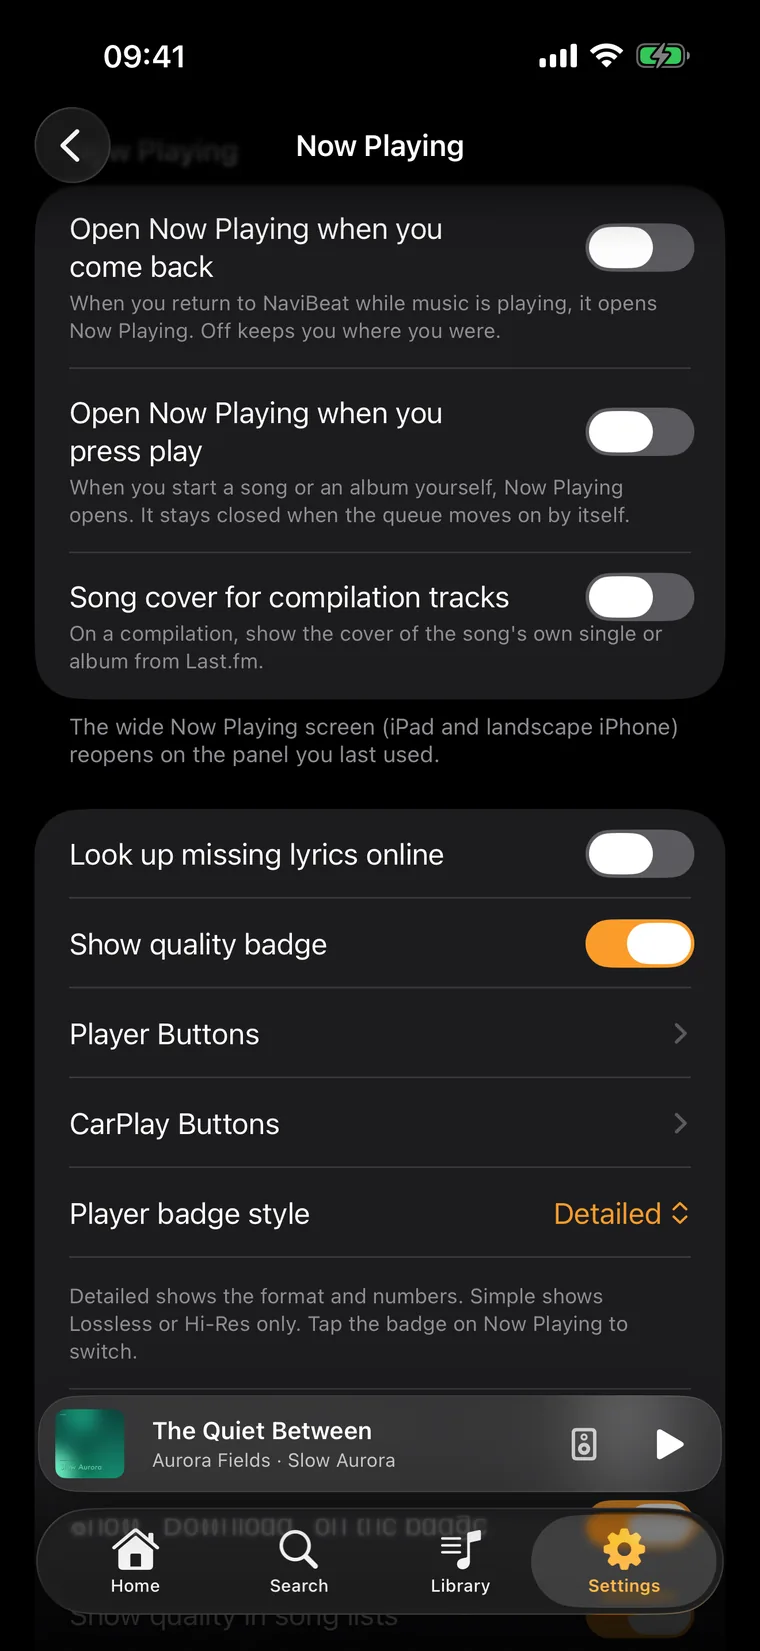 09:41
Now Playing
Open Now Playing when you
come back
When you return to NaviBeat while music is playing, it opens
Now Playing. Off keeps you where you were.
Open Now Playing when you
press play
When you start a song or an album yourself, Now Playing
opens. It stays closed when the queue moves on by itself.
Song cover for compilation tracks
On a compilation, show the cover of the song's own single or
album from Last.fm.
The wide Now Playing screen (iPad and landscape iPhone)
reopens on the panel you last used.
Look up missing lyrics online
Show quality badge
Player Buttons
CarPlay Buttons
Player badge style
Detailed
Detailed shows the format and numbers. Simple shows
Lossless or Hi-Res only. Tap the badge on Now Playing to
switch.
The Quiet Between
Aurora Fields · Slow Aurora
Slow Aurora
Home
Search
Library
Settings
Show quality in song lists